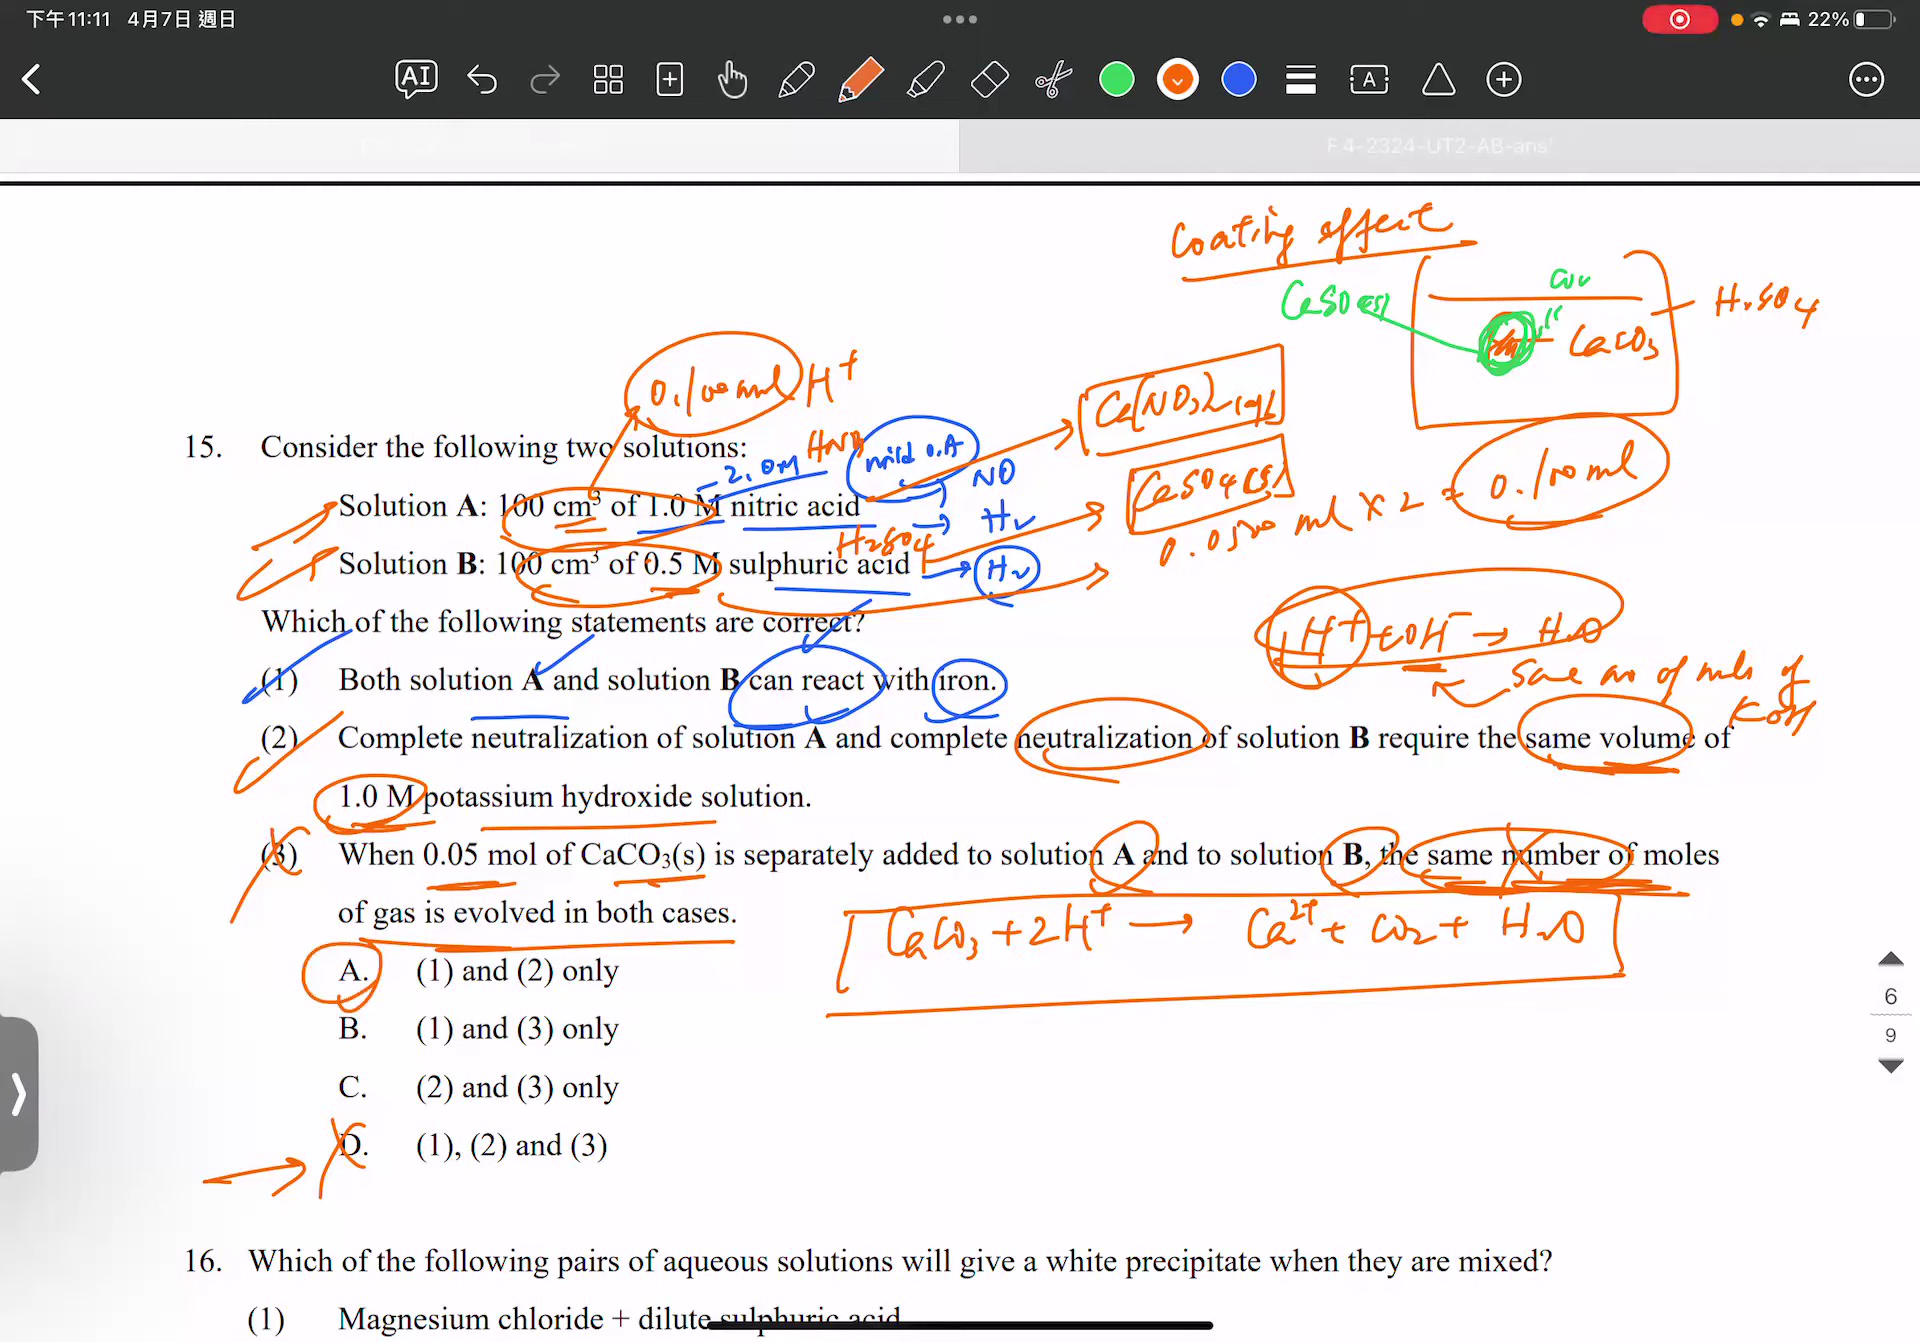 下午11:11 4月7日 週日
22%
AI
A
F.4-2324-UT2-AB-ans
Coating effect
CaSO4(s)
H2SO4
CaCO3
0.100 mol H+
Ca(NO3)2(aq)
15. Consider the following two solutions:
2.0M HNO3
mild O.A
NO
CaSO4(s)
Solution A: 100 cm³ of 1.0 M nitric acid
H2
0.0500 mol × 2 = 0.100 mol
H2SO4
Solution B: 100 cm³ of 0.5 M sulphuric acid
H2
Which of the following statements are correct?
H+ + OH- → H2O
(1) Both solution A and solution B can react with iron.
same no of mols of KOH
(2) Complete neutralization of solution A and complete neutralization of solution B require the same volume of
1.0 M potassium hydroxide solution.
(3) When 0.05 mol of CaCO₃(s) is separately added to solution A and to solution B, the same number of moles
of gas is evolved in both cases.
CaCO3 + 2H+ → Ca2+ + CO2 + H2O
A. (1) and (2) only
B. (1) and (3) only
C. (2) and (3) only
D. (1), (2) and (3)
6
9
16. Which of the following pairs of aqueous solutions will give a white precipitate when they are mixed?
(1) Magnesium chloride + dilute sulphuric acid